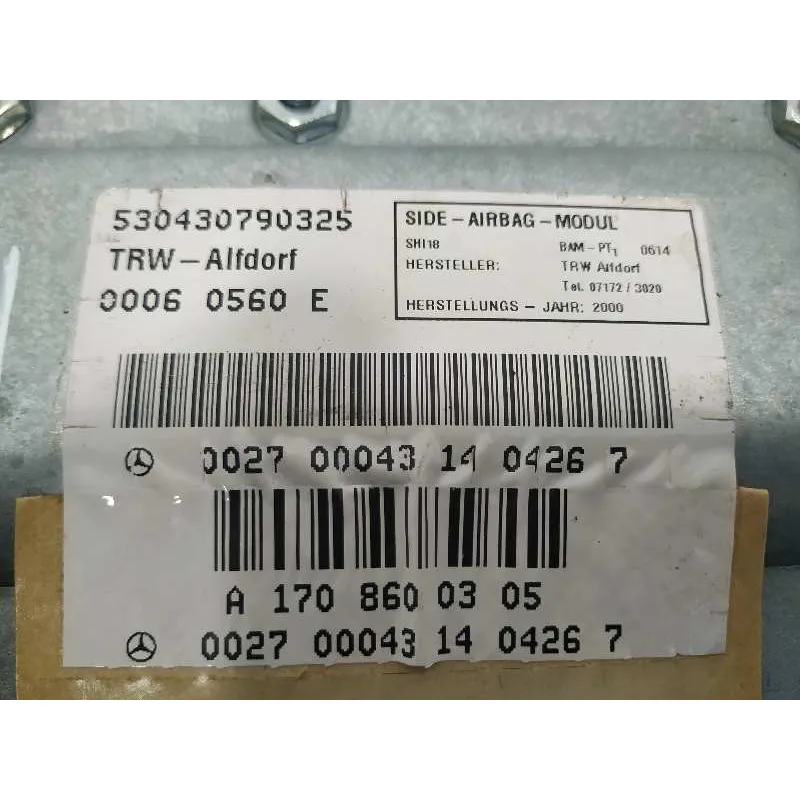 530430790325
TRW-Alfdorf
00060 0560 E
SIDE-AIRBAG-MODUL
SHI18 BAM-PT1 0614
HERSTELLER: TRW Alfdorf
Tel. 07172/3020
HERSTELLUNGS-JAHR: 2000
0027 00043 14 0426 7
A 170 860 03 05
0027 00043 14 0426 7